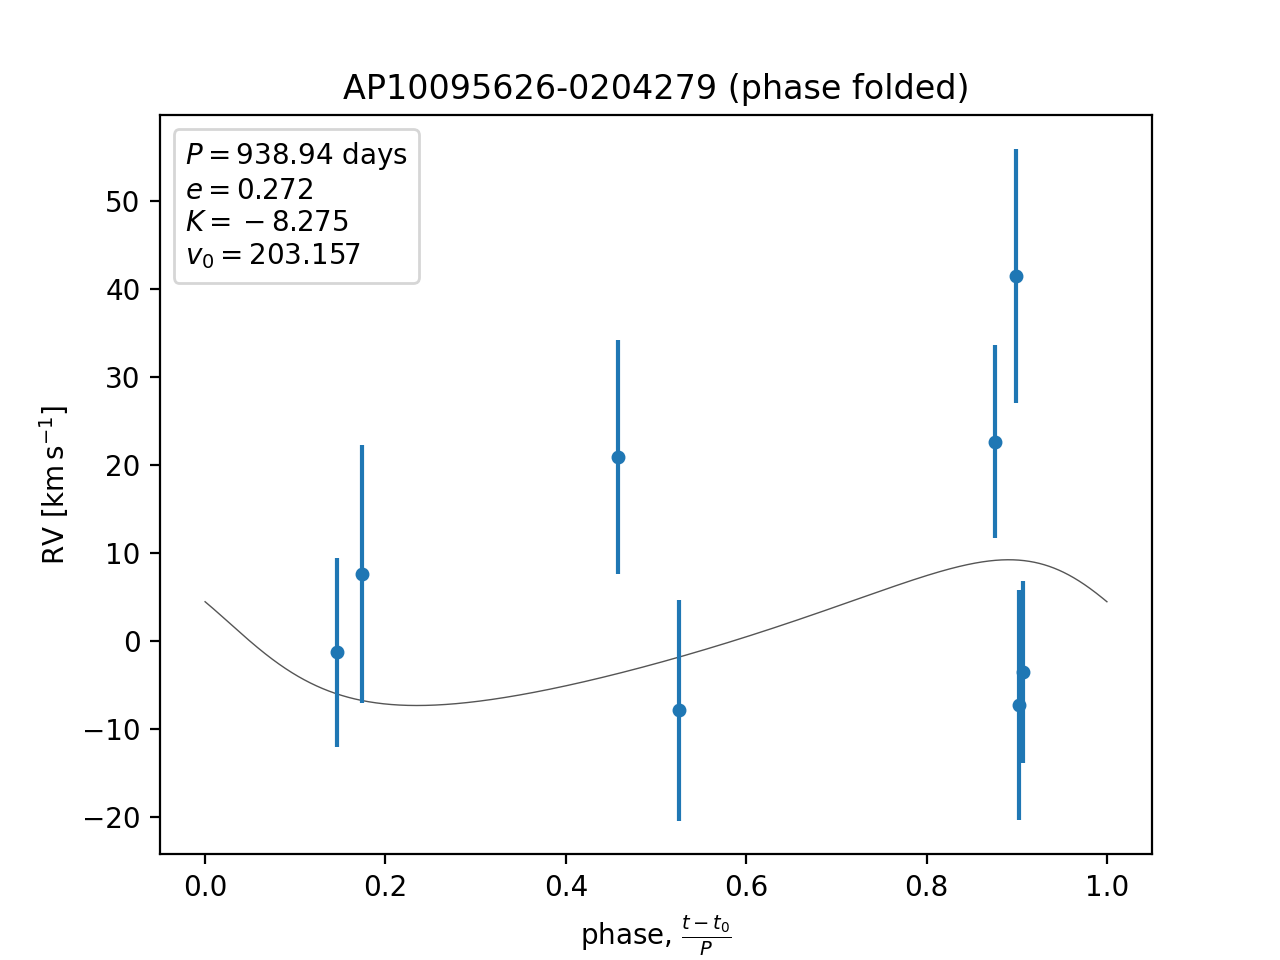 AP10095626-0204279 (phase folded)
P = 938.94 days
e = 0.272
K = −8.275
v₀ = 203.157
RV [km s⁻¹]
50
40
30
20
10
0
−10
−20
0.0 0.2 0.4 0.6 0.8 1.0
phase, (t − t₀)/P